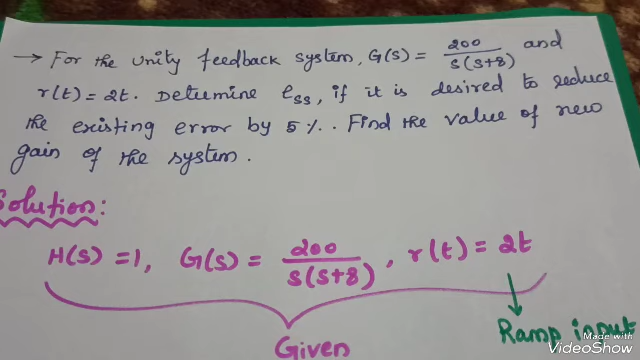 → For the unity feedback system, G(s) = 200 / s(s+8) and
r(t) = 2t. Determine ess, if it is desired to reduce
the existing error by 5%. Find the value of new
gain of the system.
Solution:
H(s) = 1, G(s) = 200 / s(s+8), r(t) = 2t
Given
Ramp input
Made with
VideoShow